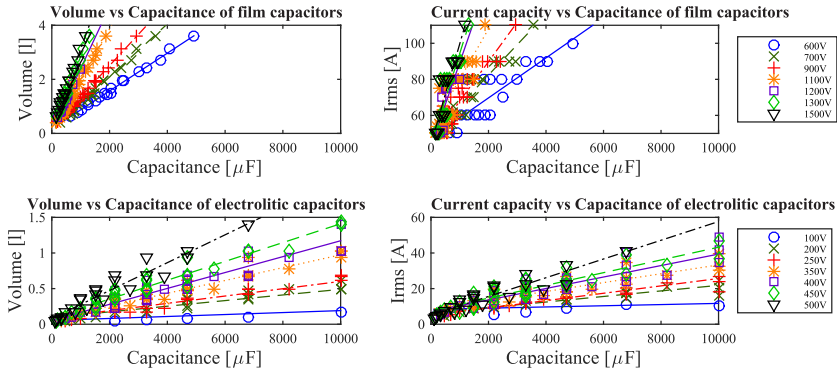 Volume vs Capacitance of film capacitors
4
2
0
Volume [l]
0 2000 4000 6000 8000 10000
Capacitance [μF]
Current capacity vs Capacitance of film capacitors
100
80
60
Irms [A]
0 2000 4000 6000 8000 10000
Capacitance [μF]
600V
700V
900V
1100V
1200V
1300V
1500V
Volume vs Capacitance of electrolitic capacitors
1.5
1
0.5
0
Volume [l]
0 2000 4000 6000 8000 10000
Capacitance [μF]
Current capacity vs Capacitance of electrolitic capacitors
60
40
20
0
Irms [A]
0 2000 4000 6000 8000 10000
Capacitance [μF]
100V
200V
250V
350V
400V
450V
500V